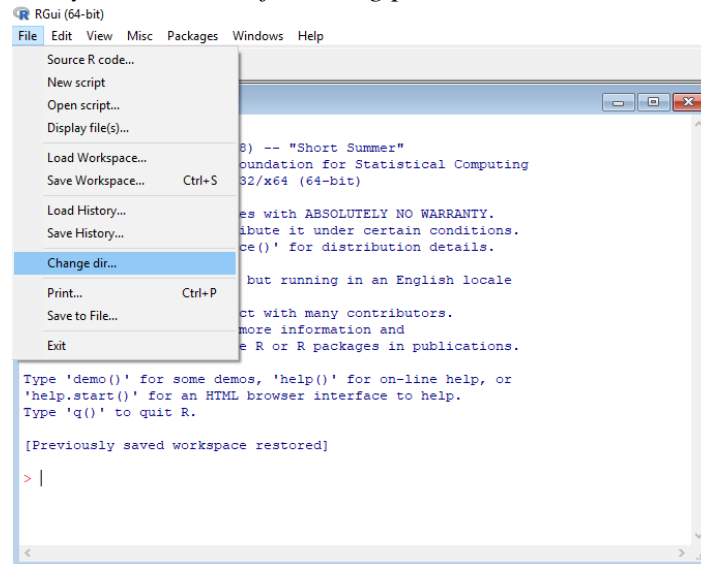 RGui (64-bit)
File Edit View Misc Packages Windows Help
Source R code...
New script
Open script...
Display file(s)...
Load Workspace...
Save Workspace... Ctrl+S
Load History...
Save History...
Change dir...
Print... Ctrl+P
Save to File...
Exit
8) -- "Short Summer"
oundation for Statistical Computing
32/x64 (64-bit)
es with ABSOLUTELY NO WARRANTY.
ibute it under certain conditions.
ce()' for distribution details.
but running in an English locale
ct with many contributors.
more information and
e R or R packages in publications.
Type 'demo()' for some demos, 'help()' for on-line help, or
'help.start()' for an HTML browser interface to help.
Type 'q()' to quit R.
[Previously saved workspace restored]
>